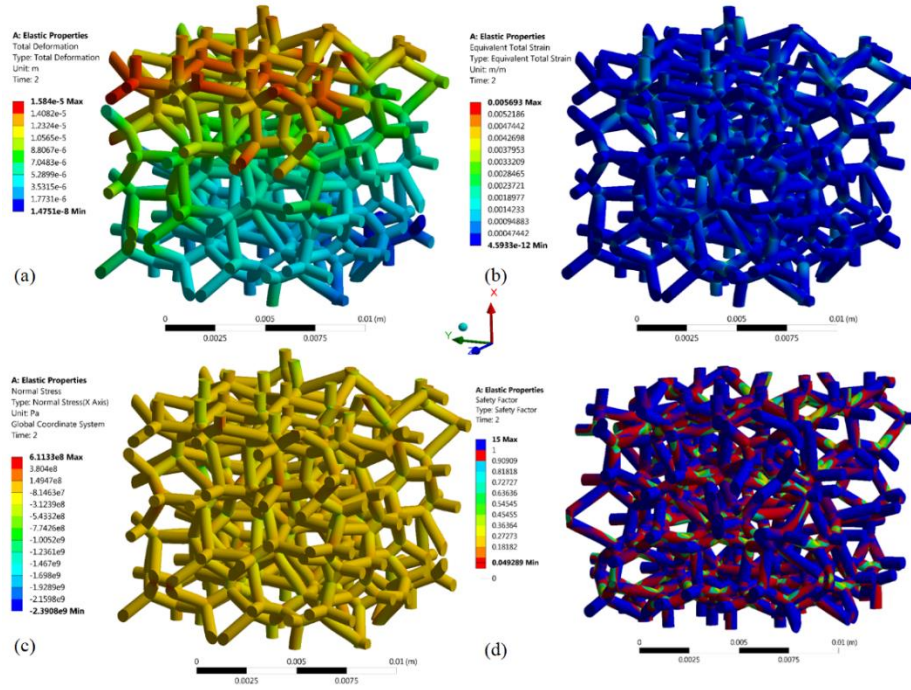 A: Elastic Properties
Total Deformation
Type: Total Deformation
Unit: m
Time: 2
1.584e-5 Max
1.4082e-5
1.2324e-5
1.0565e-5
8.8067e-6
7.0483e-6
5.2899e-6
3.5315e-6
1.7731e-6
1.4751e-8 Min
(a)
0
0.005
0.01 (m)
0.0025
0.0075
A: Elastic Properties
Equivalent Total Strain
Type: Equivalent Total Strain
Unit: m/m
Time: 2
0.005693 Max
0.0052186
0.0047442
0.0042698
0.0037953
0.0033209
0.0028465
0.0023721
0.0018977
0.0014233
0.00094883
0.00047442
4.5933e-12 Min
(b)
0
0.005
0.01 (m)
0.0025
0.0075
X
Y
Z
A: Elastic Properties
Normal Stress
Type: Normal Stress(X Axis)
Unit: Pa
Global Coordinate System
Time: 2
6.1133e8 Max
3.804e8
1.4947e8
-8.1463e7
-3.1239e8
-5.4332e8
-7.7426e8
-1.0052e9
-1.2361e9
-1.467e9
-1.698e9
-1.9289e9
-2.1598e9
-2.3908e9 Min
(c)
0
0.005
0.01 (m)
0.0025
0.0075
A: Elastic Properties
Safety Factor
Type: Safety Factor
Time: 2
15 Max
1
0.90909
0.81818
0.72727
0.63636
0.54545
0.45455
0.36364
0.27273
0.18182
0.049289 Min
0
(d)
0
0.005
0.01 (m)
0.0025
0.0075